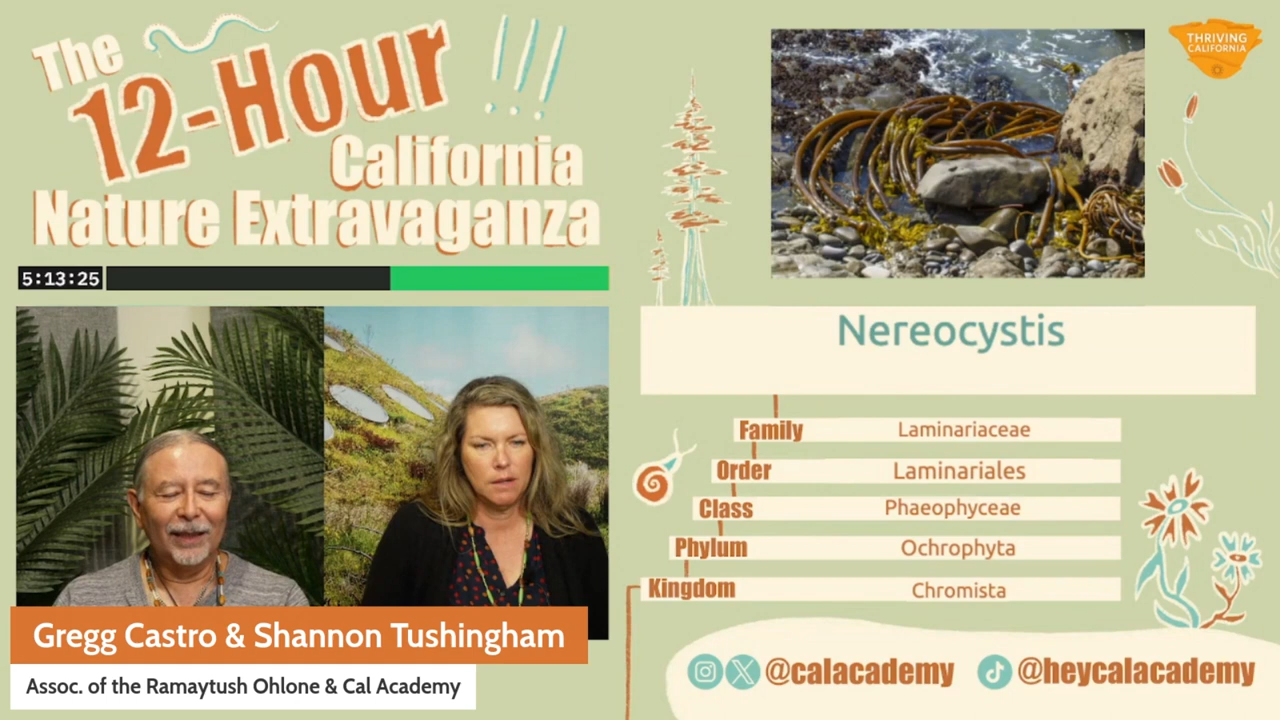 The
12-Hour
!!!
California
Nature Extravaganza
5:13:25
THRIVING
CALIFORNIA
Nereocystis
Family Laminariaceae
Order Laminariales
Class Phaeophyceae
Phylum Ochrophyta
Kingdom Chromista
Gregg Castro & Shannon Tushingham
Assoc. of the Ramaytush Ohlone & Cal Academy
@calacademy @heycalacademy